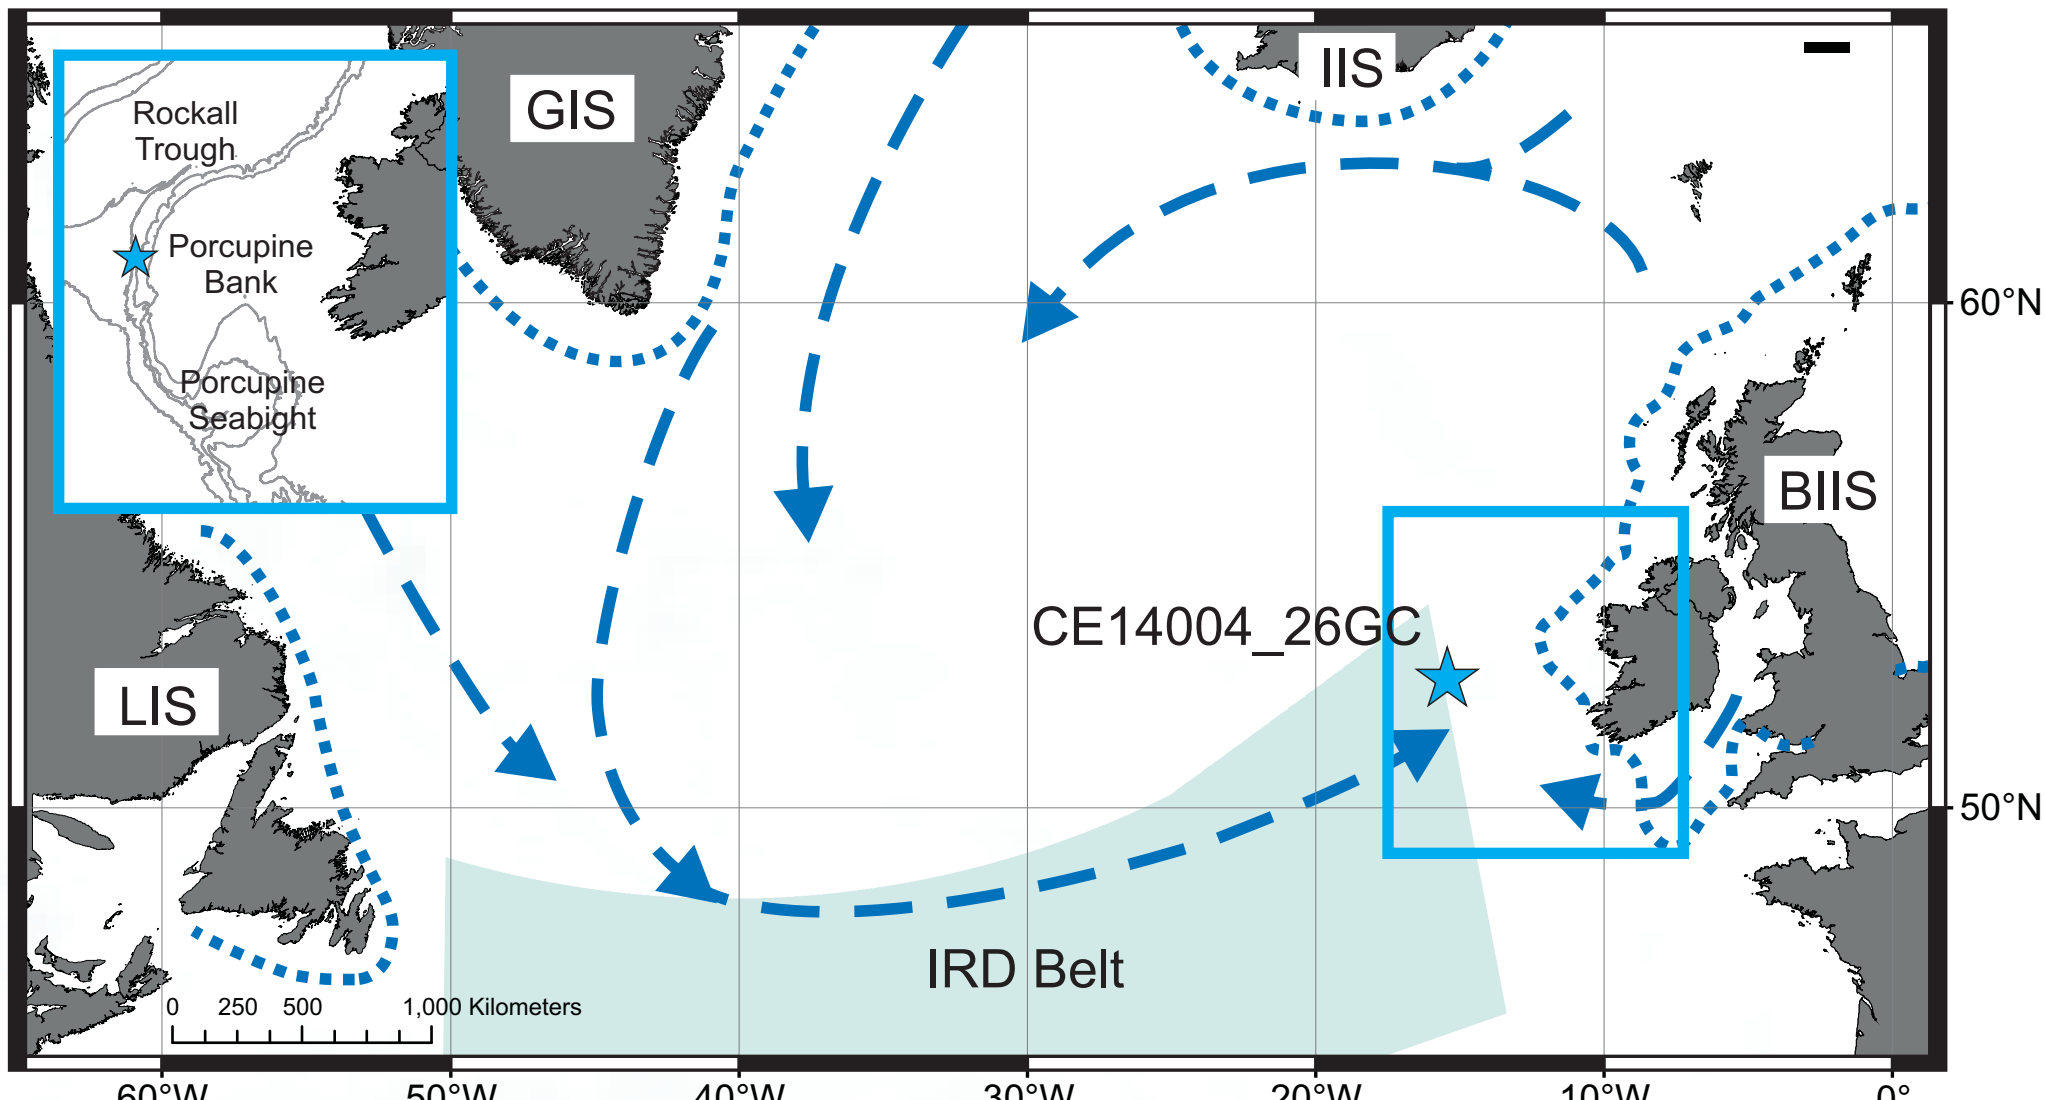 Rockall
Trough
Porcupine
Bank
Porcupine
Seabight
GIS
IIS
60°N
BIIS
CE14004_26GC
LIS
50°N
IRD Belt
0 250 500 1,000 Kilometers
60°W 50°W 40°W 30°W 20°W 10°W 0°